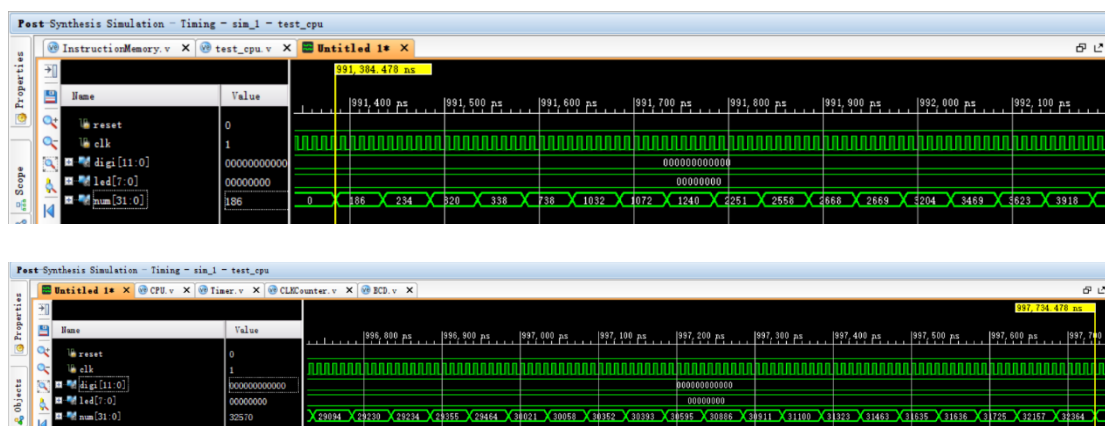 Post-Synthesis Simulation - Timing - sim_1 - test_cpu
InstructionMemory.v test_cpu.v Untitled 1*
Properties
Scope
991,384.478 ns
Name Value
991,400 ns 991,500 ns 991,600 ns 991,700 ns 991,800 ns 991,900 ns 992,000 ns 992,100 ns
reset 0
clk 1
digi[11:0] 00000000000 000000000000
led[7:0] 00000000 00000000
num[31:0] 186 0 186 234 320 338 738 1032 1072 1240 2251 2558 2668 2669 3204 3469 3623 3918
Post-Synthesis Simulation - Timing - sim_1 - test_cpu
Untitled 1* CPU.v Timer.v CLKCounter.v BCD.v
Properties
Objects
997,734.478 ns
Name Value
996,800 ns 996,900 ns 997,000 ns 997,100 ns 997,200 ns 997,300 ns 997,400 ns 997,500 ns 997,600 ns 997,700
reset 0
clk 1
digi[11:0] 000000000000 000000000000
led[7:0] 00000000 00000000
num[31:0] 32570 29094 29230 29234 29355 29464 30021 30058 30352 30393 30595 30886 30911 31100 31323 31463 31635 31636 31725 32157 32364